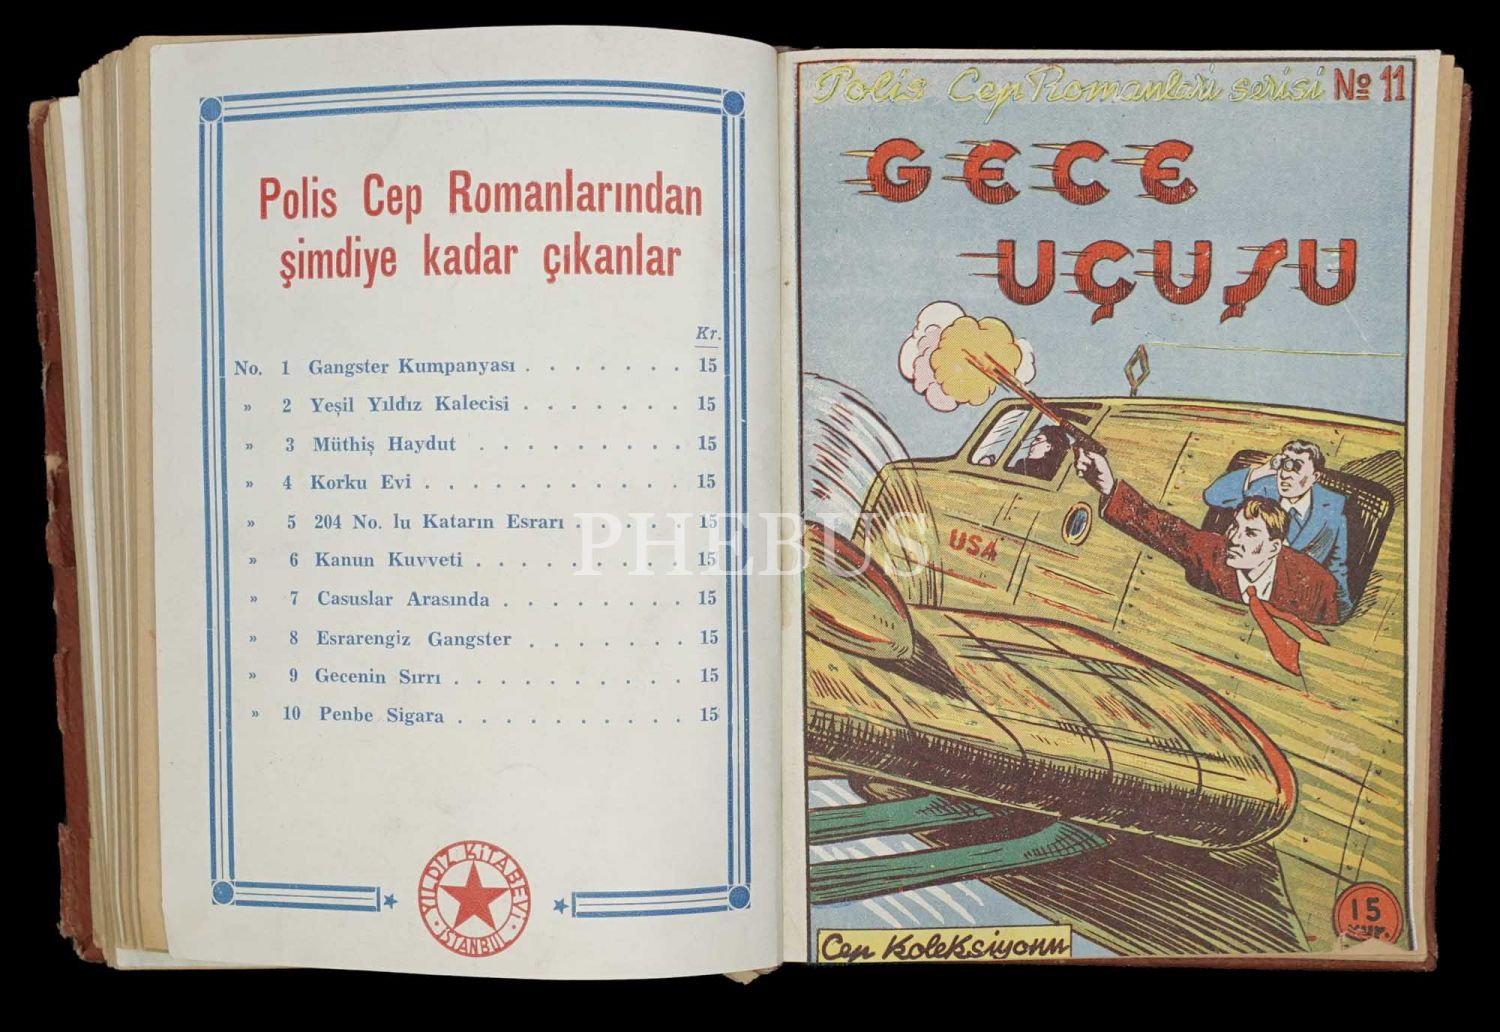 Polis Cep Romanlarından
şimdiye kadar çıkanlar
Kr.
No. 1 Gangster Kumpanyası . . . . . . . 15
» 2 Yeşil Yıldız Kalecisi . . . . . . . 15
» 3 Müthiş Haydut . . . . . . . . . 15
» 4 Korku Evi . . . . . . . . . . . 15
» 5 204 No. lu Katarın Esrarı . . . . . 15
» 6 Kanun Kuvveti . . . . . . . . . 15
» 7 Casuslar Arasında . . . . . . . . 15
» 8 Esrarengiz Gangster . . . . . . . 15
» 9 Gecenin Sırrı . . . . . . . . . . 15
» 10 Penbe Sigara . . . . . . . . . . 15
YILDIZ KİTABEVİ
İSTANBUL
Polis Cep Romanları serisi No 11
GECE
UÇUŞU
USA
15
kur.
Cep Koleksiyonu
PHEBUS